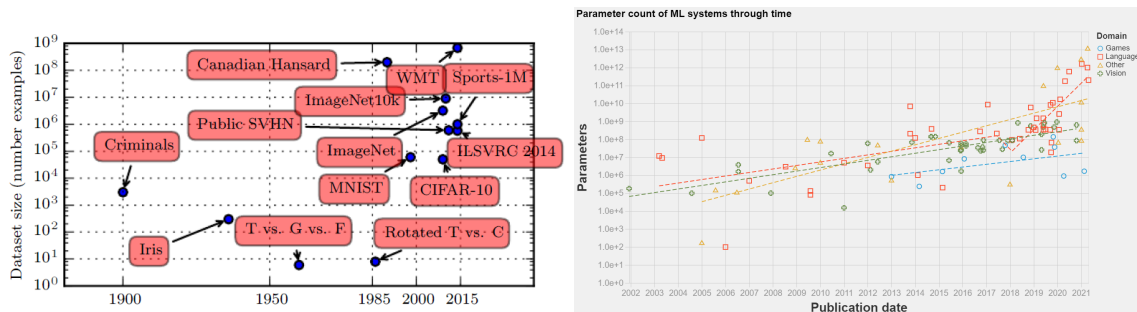 Dataset size (number examples)
10^9
10^8
10^7
10^6
10^5
10^4
10^3
10^2
10^1
10^0
Canadian Hansard
WMT
Sports-1M
ImageNet10k
Public SVHN
Criminals
ImageNet
ILSVRC 2014
MNIST
CIFAR-10
T vs. G vs. F
Rotated T vs. C
Iris
1900
1950
1985
2000
2015
Parameter count of ML systems through time
Parameters
1.0e+14
1.0e+13
1.0e+12
1.0e+11
1.0e+10
1.0e+9
1.0e+8
1.0e+7
1.0e+6
1.0e+5
1.0e+4
1.0e+3
1.0e+2
1.0e+1
1.0e+0
2002 2003 2004 2005 2006 2007 2008 2009 2010 2011 2012 2013 2014 2015 2016 2017 2018 2019 2020 2021
Publication date
Domain
Games
Language
Other
Vision